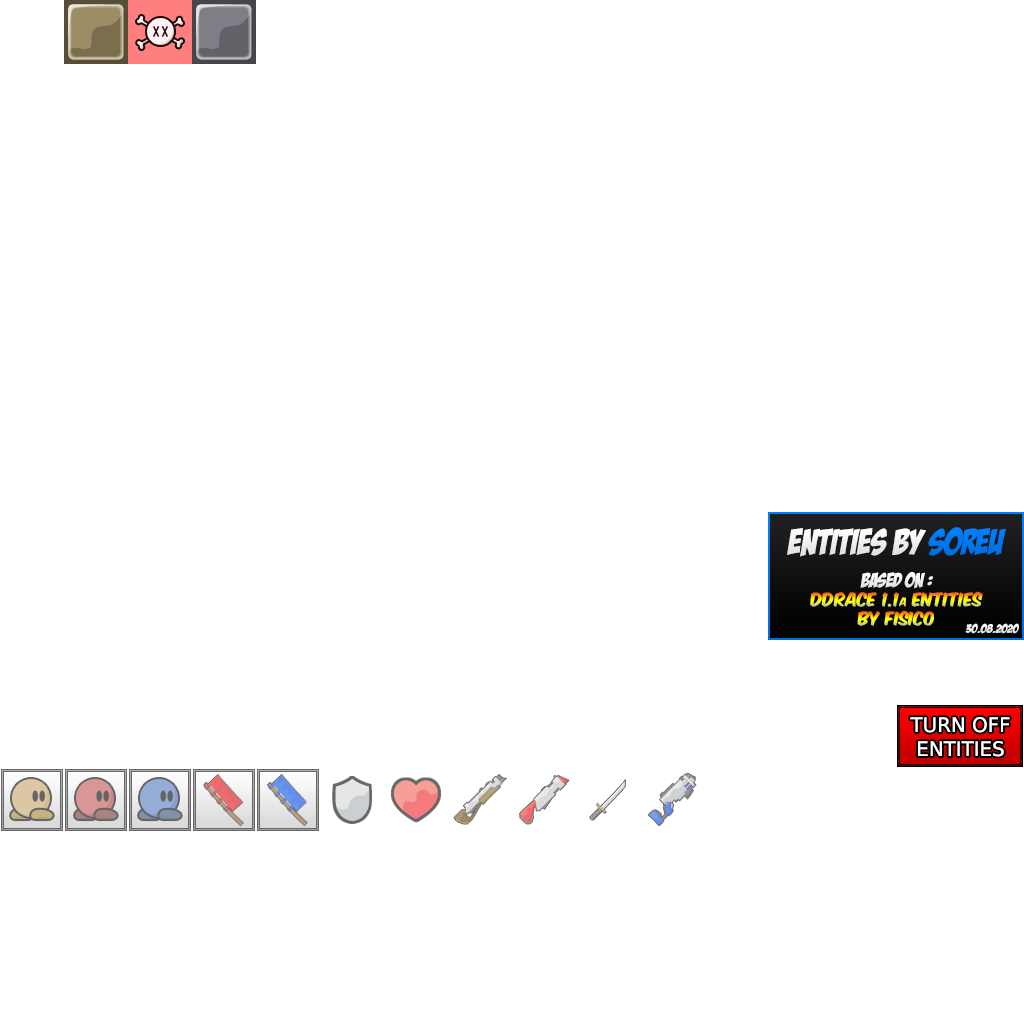 ENTITIES BY SOREU
BASED ON :
DDRACE 1.1A ENTITIES
BY FISICO
30.08.2020
TURN OFF
ENTITIES